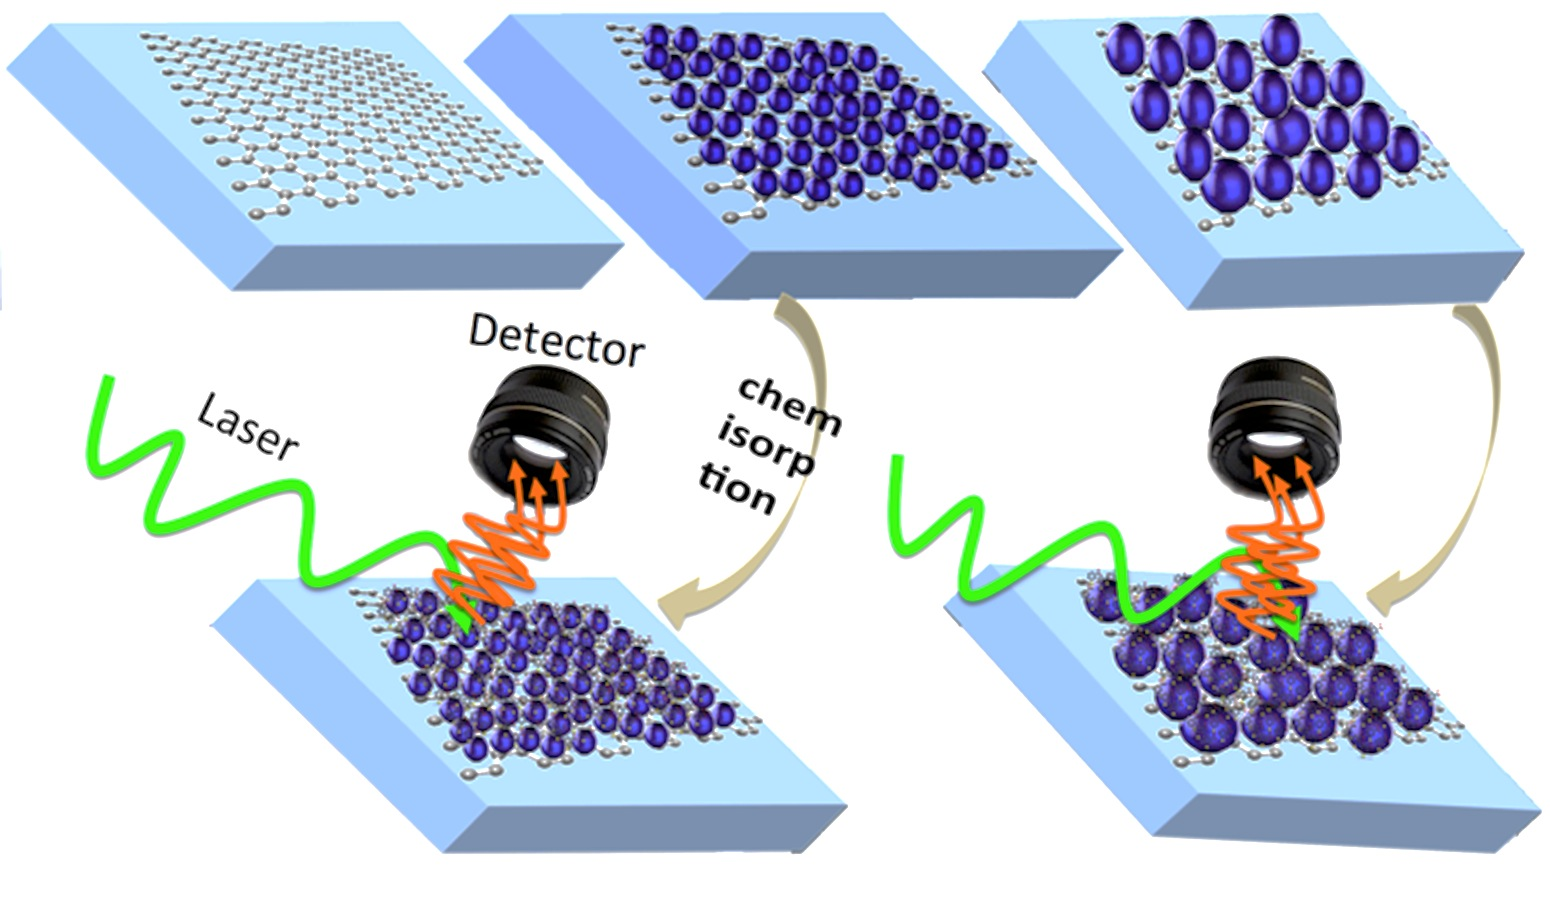 Detector
Laser
chem
isorp
tion